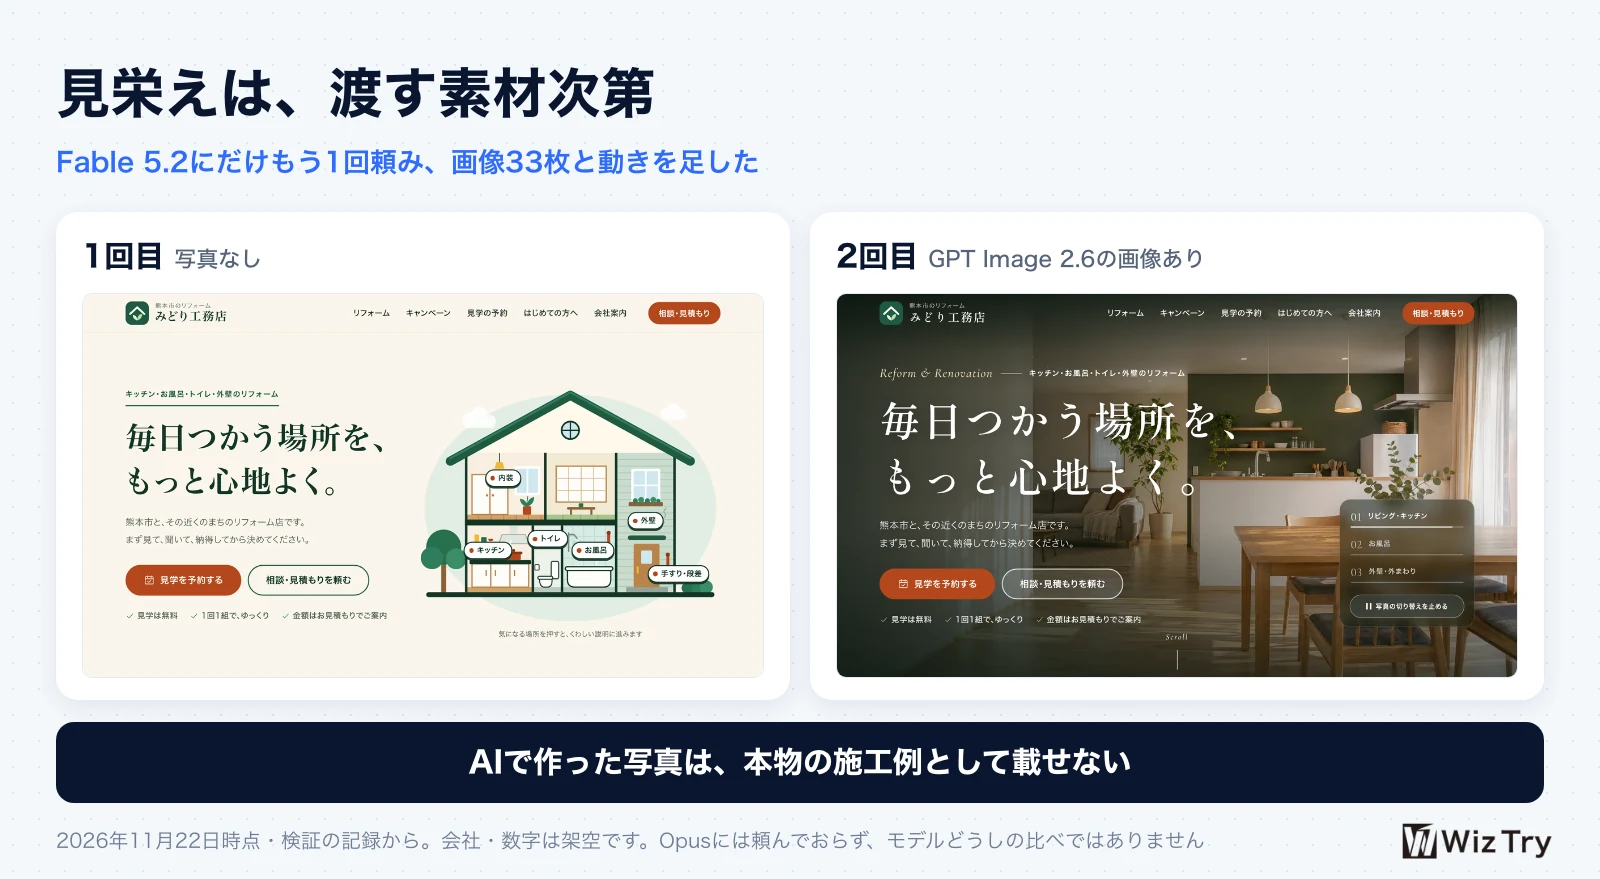 見栄えは、渡す素材次第
Fable 5.2にだけもう1回頼み、画像33枚と動きを足した
1回目 写真なし
熊本市のリフォーム
みどり工務店
リフォーム キャンペーン 見学の予約 はじめての方へ 会社案内 相談・見積もり
キッチン・お風呂・トイレ・外壁のリフォーム
毎日つかう場所を、
もっと心地よく。
熊本市と、その近くのまちのリフォーム店です。
まず見て、聞いて、納得してから決めてください。
見学を予約する 相談・見積もりを頼む
見学は無料 1回1組で、ゆっくり 金額はお見積もりでご案内
内装
外壁
トイレ
キッチン
お風呂
手すり・段差
気になる場所を押すと、くわしい説明に進みます
2回目 GPT Image 2.6の画像あり
熊本市のリフォーム
みどり工務店
リフォーム キャンペーン 見学の予約 はじめての方へ 会社案内 相談・見積もり
Reform & Renovation キッチン・お風呂・トイレ・外壁のリフォーム
毎日つかう場所を、
もっと心地よく。
熊本市と、その近くのまちのリフォーム店です。
まず見て、聞いて、納得してから決めてください。
見学を予約する 相談・見積もりを頼む
見学は無料 1回1組で、ゆっくり 金額はお見積もりでご案内
01 リビング・キッチン
02 お風呂
03 外壁・外まわり
写真の切り替えを止める
Scroll
AIで作った写真は、本物の施工例として載せない
2026年11月22日時点・検証の記録から。会社・数字は架空です。Opusには頼んでおらず、モデルどうしの比べではありません
Wiz Try